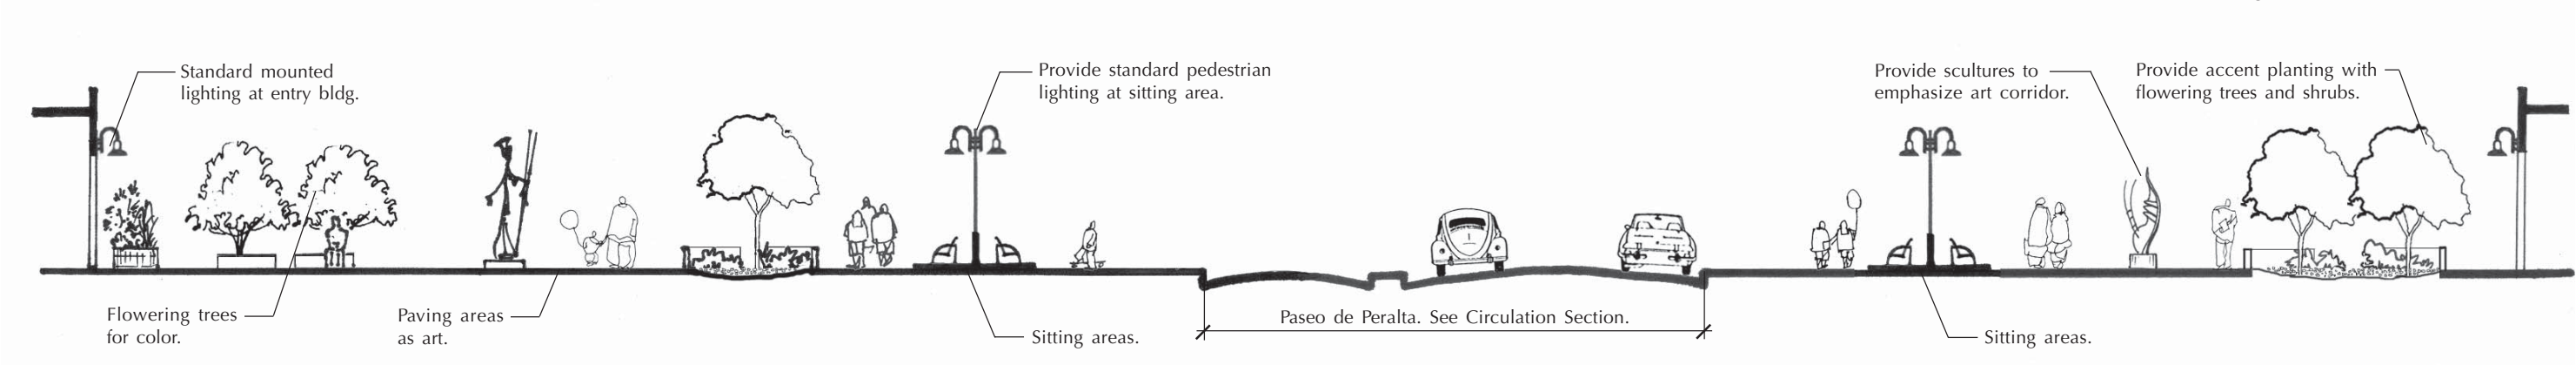 Standard mounted
lighting at entry bldg.
Provide standard pedestrian
lighting at sitting area.
Provide scultures to
emphasize art corridor.
Provide accent planting with
flowering trees and shrubs.
Flowering trees
for color.
Paving areas
as art.
Sitting areas.
Paseo de Peralta. See Circulation Section.
Sitting areas.